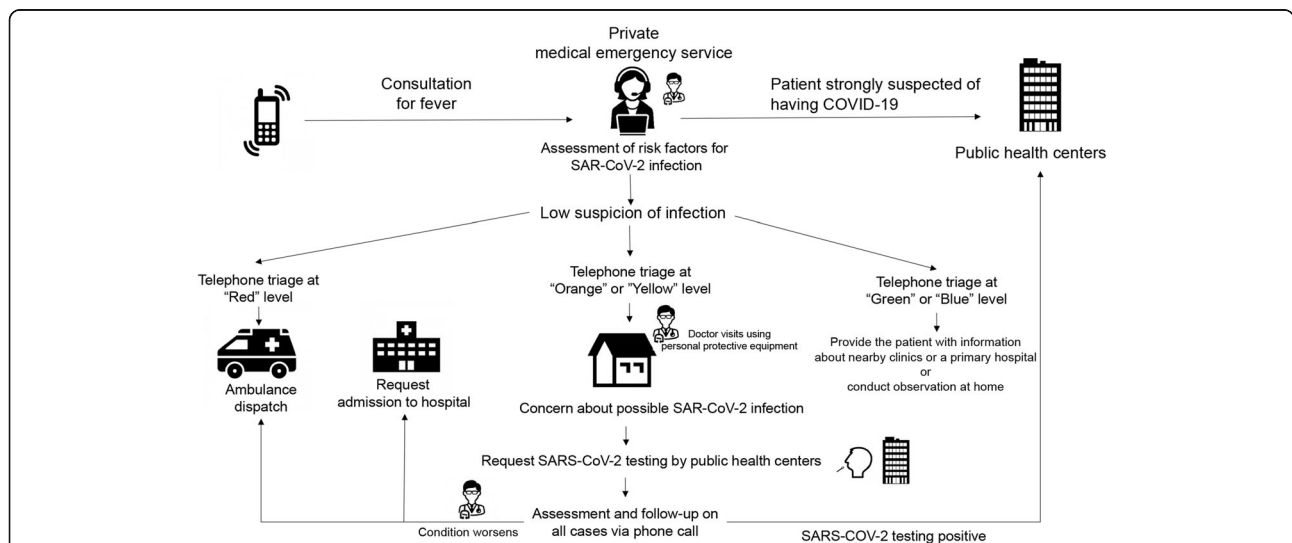 Private
medical emergency service
Consultation
for fever
Patient strongly suspected of
having COVID-19
Assessment of risk factors for
SAR-CoV-2 infection
Public health centers
Low suspicion of infection
Telephone triage at
“Red” level
Telephone triage at
“Orange” or ”Yellow” level
Telephone triage at
“Green” or “Blue” level
Doctor visits using
personal protective equipment
Provide the patient with information
about nearby clinics or a primary hospital
or
conduct observation at home
Ambulance
dispatch
Request
admission to hospital
Concern about possible SAR-CoV-2 infection
Request SARS-CoV-2 testing by public health centers
Condition worsens
Assessment and follow-up on
all cases via phone call
SARS-COV-2 testing positive